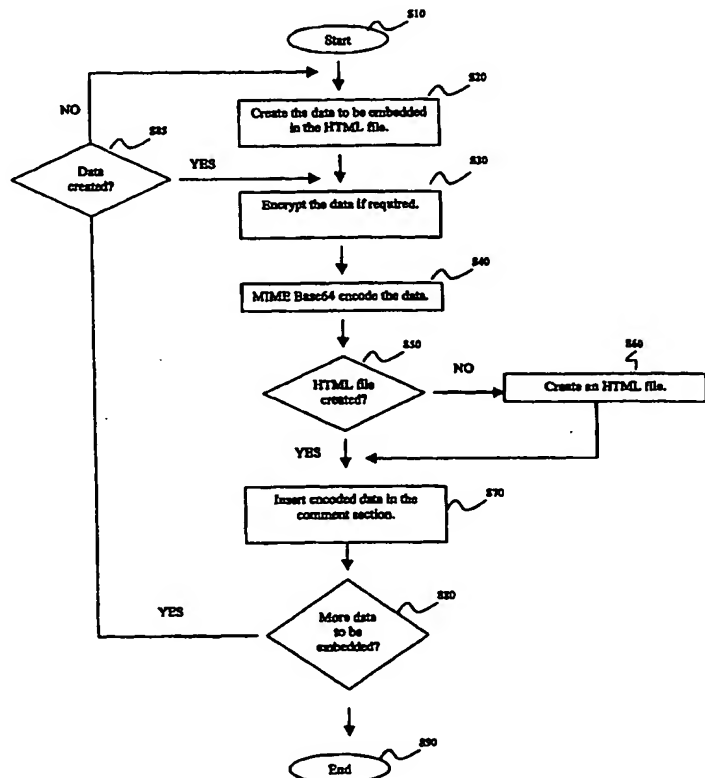 S10
Start
S20
NO
Create the data to be embedded
in the HTML file.
S85
Data
created?
YES
S30
Encrypt the data if required.
S40
MIME Base64 encode the data.
S50
HTML file
created?
NO
S60
Create an HTML file.
YES
S70
Insert encoded data in the
comment section.
S80
YES
More data
to be
embedded?
S90
End